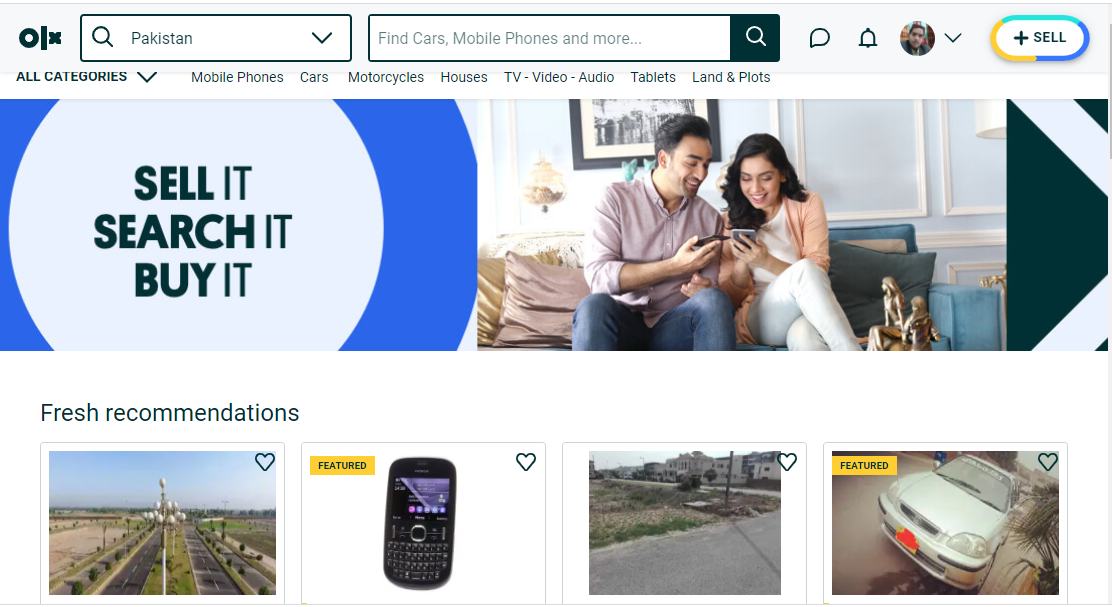 olx
Pakistan
Find Cars, Mobile Phones and more...
SELL
ALL CATEGORIES
Mobile Phones Cars Motorcycles Houses TV - Video - Audio Tablets Land & Plots
SELL IT
SEARCH IT
BUY IT
Fresh recommendations
FEATURED
NOKIA
FEATURED